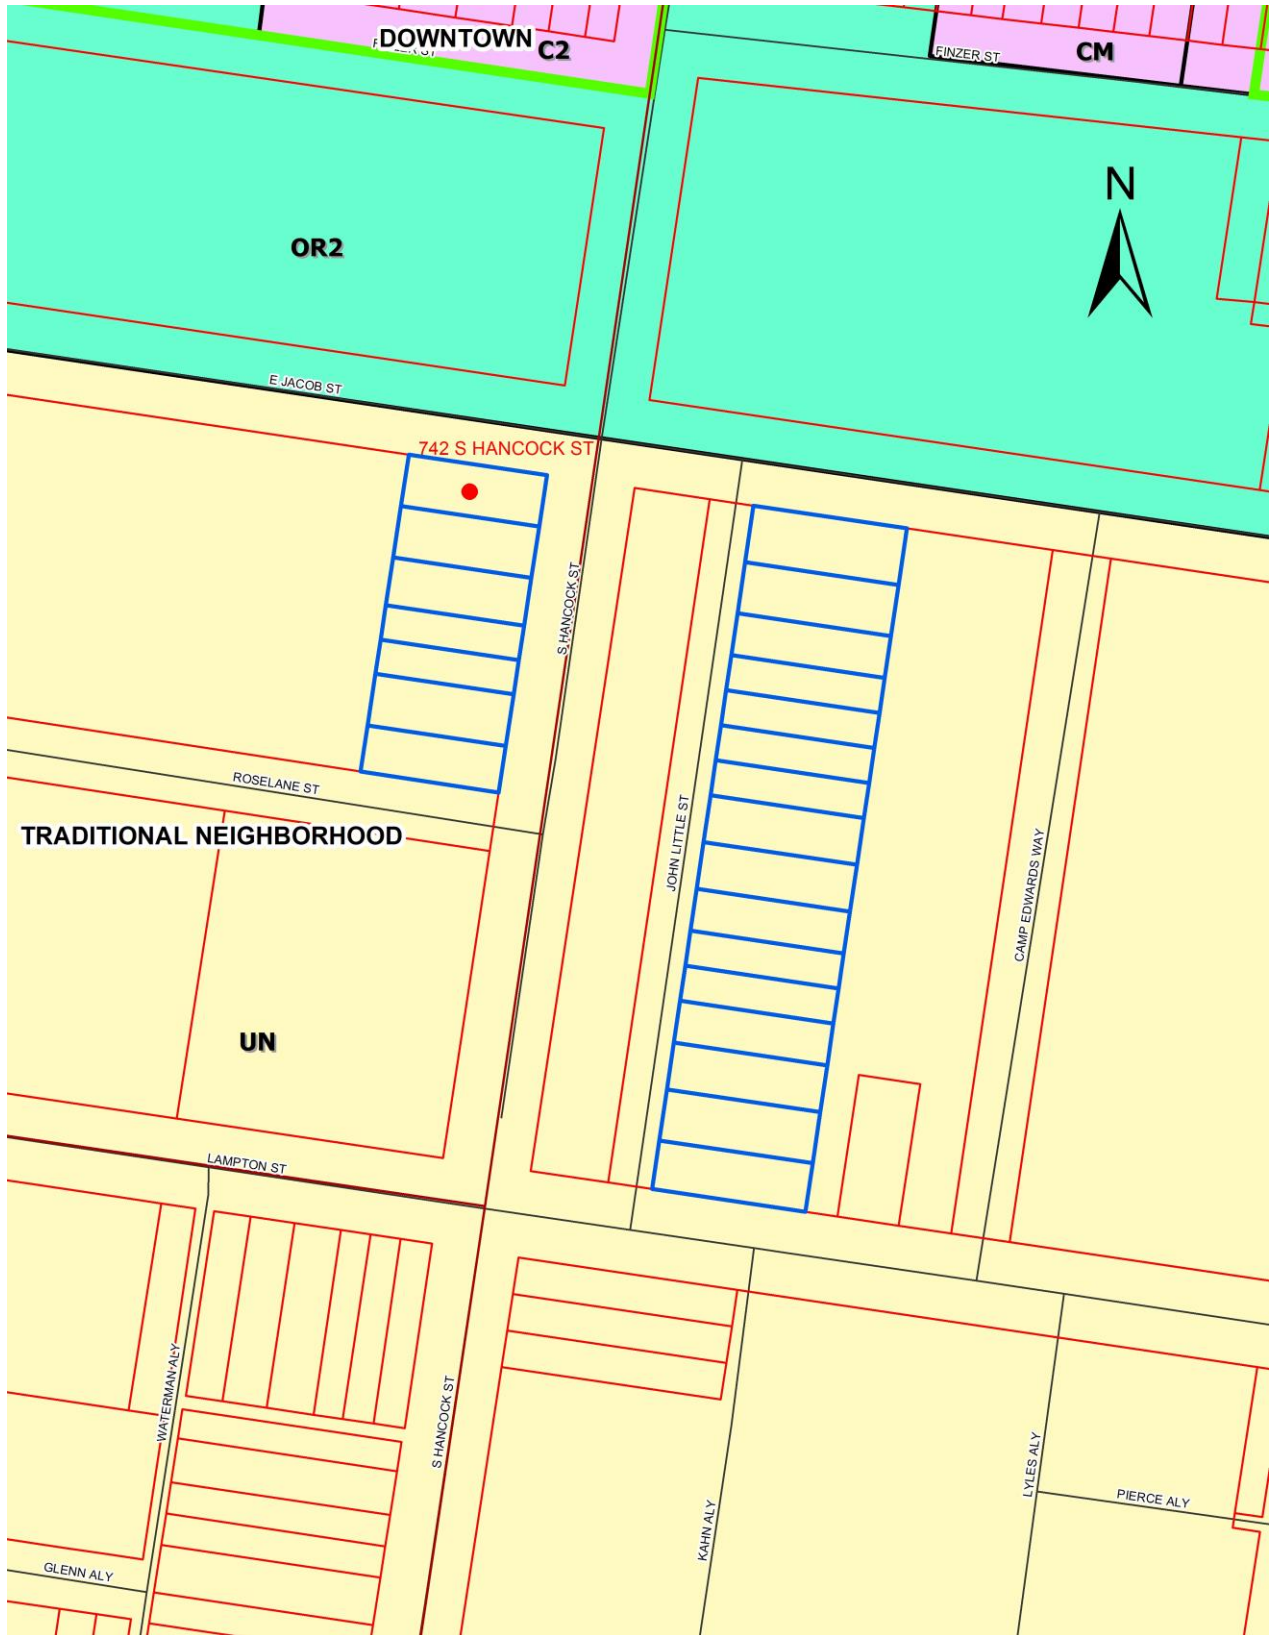 DOWNTOWN
C2
FINZER ST
CM
N
OR2
E JACOB ST
742 S HANCOCK ST
S HANCOCK ST
ROSELANE ST
TRADITIONAL NEIGHBORHOOD
JOHN LITTLE ST
CAMP EDWARDS WAY
UN
LAMPTON ST
WATERMAN ALY
S HANCOCK ST
LYLES ALY
PIERCE ALY
KAHN ALY
GLENN ALY